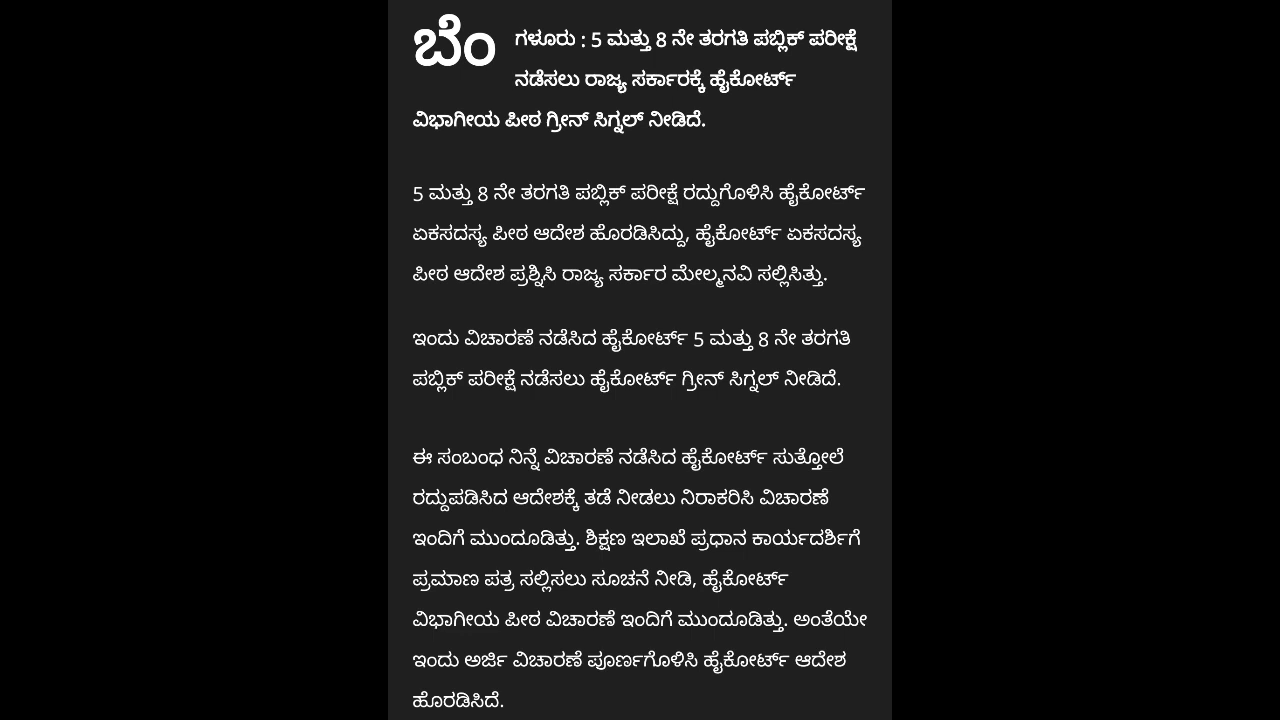 ಬೆಂಗಳೂರು : 5 ಮತ್ತು 8 ನೇ ತರಗತಿ ಪಬ್ಲಿಕ್ ಪರೀಕ್ಷೆ
ನಡೆಸಲು ರಾಜ್ಯ ಸರ್ಕಾರಕ್ಕೆ ಹೈಕೋರ್ಟ್
ವಿಭಾಗೀಯ ಪೀಠ ಗ್ರೀನ್ ಸಿಗ್ನಲ್ ನೀಡಿದೆ.
5 ಮತ್ತು 8 ನೇ ತರಗತಿ ಪಬ್ಲಿಕ್ ಪರೀಕ್ಷೆ ರದ್ದುಗೊಳಿಸಿ ಹೈಕೋರ್ಟ್
ಏಕಸದಸ್ಯ ಪೀಠ ಆದೇಶ ಹೊರಡಿಸಿದ್ದು, ಹೈಕೋರ್ಟ್ ಏಕಸದಸ್ಯ
ಪೀಠ ಆದೇಶ ಪ್ರಶ್ನಿಸಿ ರಾಜ್ಯ ಸರ್ಕಾರ ಮೇಲ್ಮನವಿ ಸಲ್ಲಿಸಿತ್ತು.
ಇಂದು ವಿಚಾರಣೆ ನಡೆಸಿದ ಹೈಕೋರ್ಟ್ 5 ಮತ್ತು 8 ನೇ ತರಗತಿ
ಪಬ್ಲಿಕ್ ಪರೀಕ್ಷೆ ನಡೆಸಲು ಹೈಕೋರ್ಟ್ ಗ್ರೀನ್ ಸಿಗ್ನಲ್ ನೀಡಿದೆ.
ಈ ಸಂಬಂಧ ನಿನ್ನೆ ವಿಚಾರಣೆ ನಡೆಸಿದ ಹೈಕೋರ್ಟ್ ಸುತ್ತೋಲೆ
ರದ್ದುಪಡಿಸಿದ ಆದೇಶಕ್ಕೆ ತಡೆ ನೀಡಲು ನಿರಾಕರಿಸಿ ವಿಚಾರಣೆ
ಇಂದಿಗೆ ಮುಂದೂಡಿತ್ತು. ಶಿಕ್ಷಣ ಇಲಾಖೆ ಪ್ರಧಾನ ಕಾರ್ಯದರ್ಶಿಗೆ
ಪ್ರಮಾಣ ಪತ್ರ ಸಲ್ಲಿಸಲು ಸೂಚನೆ ನೀಡಿ, ಹೈಕೋರ್ಟ್
ವಿಭಾಗೀಯ ಪೀಠ ವಿಚಾರಣೆ ಇಂದಿಗೆ ಮುಂದೂಡಿತ್ತು. ಅಂತೆಯೇ
ಇಂದು ಅರ್ಜಿ ವಿಚಾರಣೆ ಪೂರ್ಣಗೊಳಿಸಿ ಹೈಕೋರ್ಟ್ ಆದೇಶ
ಹೊರಡಿಸಿದೆ.